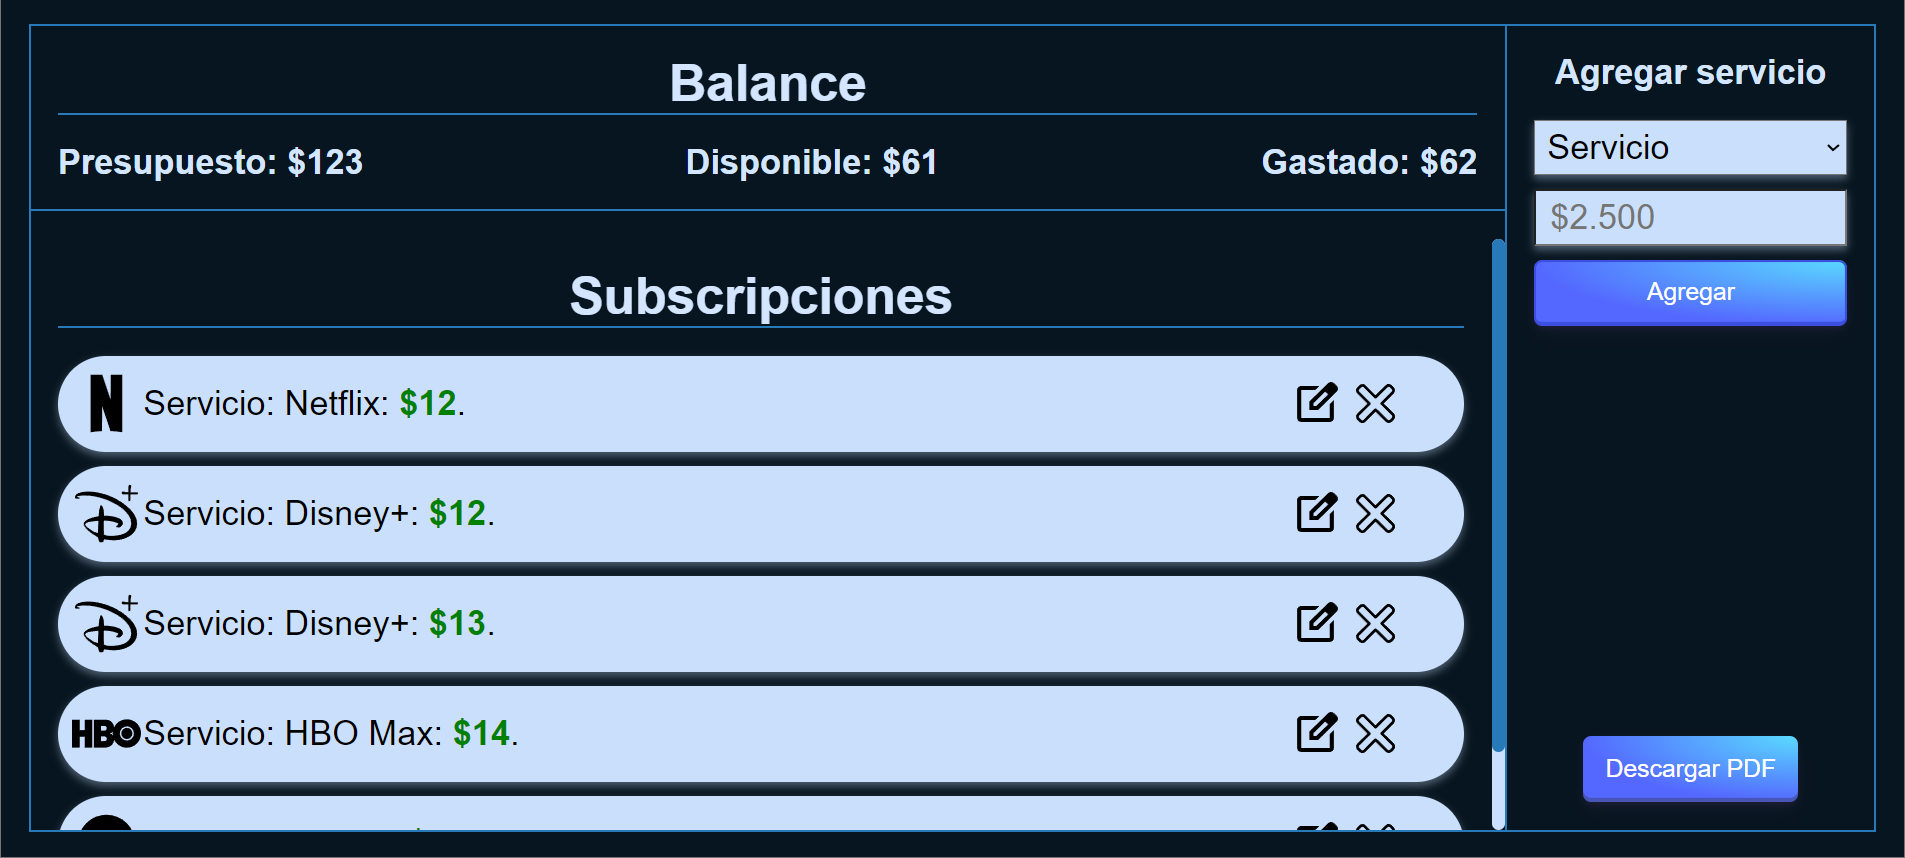 Balance
Presupuesto: $123
Disponible: $61
Gastado: $62
Subscripciones
N Servicio: Netflix: $12.
Servicio: Disney+: $12.
Servicio: Disney+: $13.
HBO Servicio: HBO Max: $14.
Agregar servicio
Servicio
$2.500
Agregar
Descargar PDF